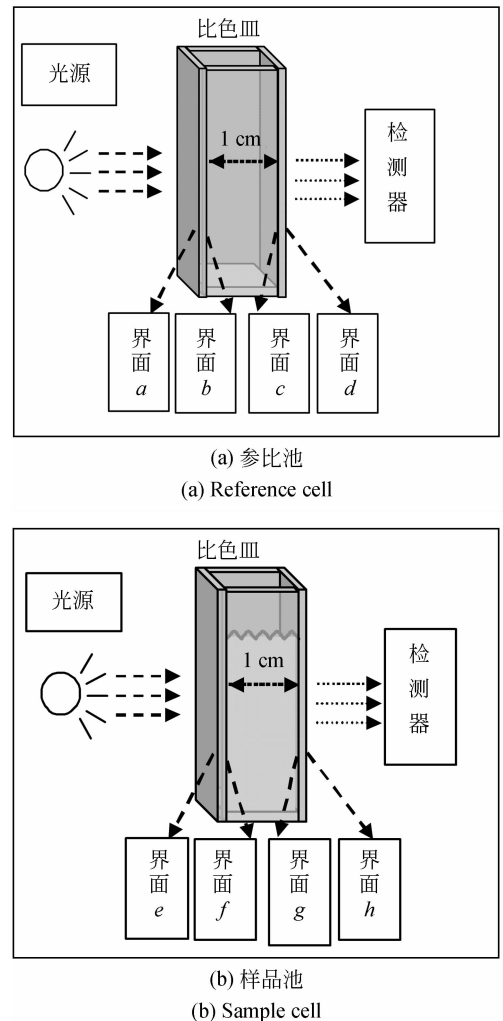 比色皿
光源
1 cm
检
测
器
界
面
a
界
面
b
界
面
c
界
面
d
(a) 参比池
(a) Reference cell
比色皿
光源
1 cm
检
测
器
界
面
e
界
面
f
界
面
g
界
面
h
(b) 样品池
(b) Sample cell